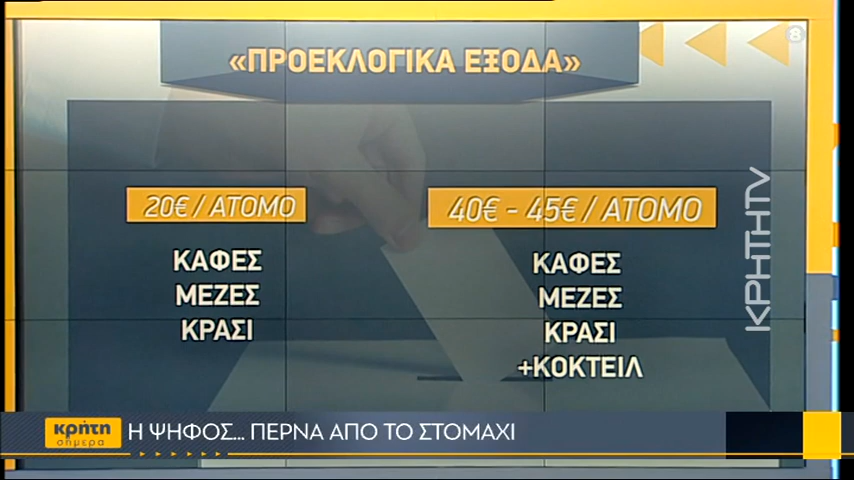 «ΠΡΟΕΚΛΟΓΙΚΑ ΕΞΟΔΑ»
8
20€ / ΑΤΟΜΟ
ΚΑΦΕΣ
ΜΕΖΕΣ
ΚΡΑΣΙ
40€ - 45€ / ΑΤΟΜΟ
ΚΑΦΕΣ
ΜΕΖΕΣ
ΚΡΑΣΙ
+ΚΟΚΤΕΙΛ
ΚΡΗΤΗTV
κρήτη
σήμερα
Η ΨΗΦΟΣ... ΠΕΡΝΑ ΑΠΟ ΤΟ ΣΤΟΜΑΧΙ